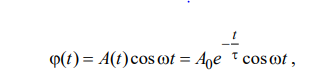 φ(t) = A(t) cos ωt = A₀e^(−t/τ) cos ωt ,